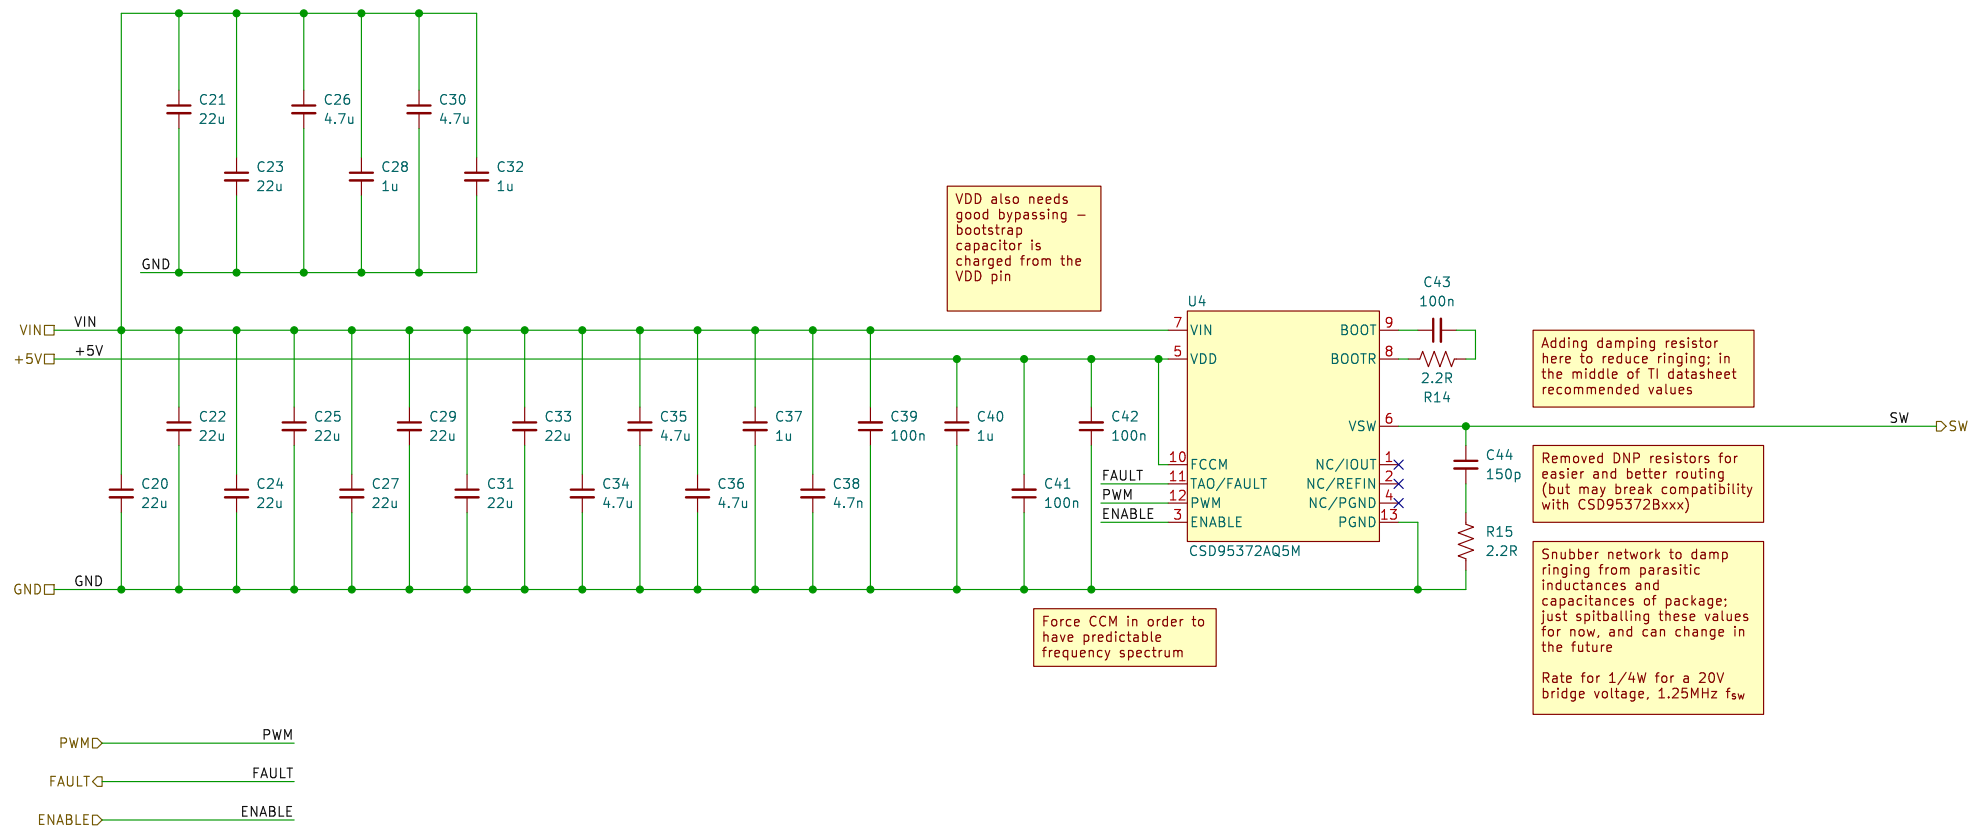 C21
22u
C26
4.7u
C30
4.7u
C23
22u
C28
1u
C32
1u
GND
VDD also needs
good bypassing –
bootstrap
capacitor is
charged from the
VDD pin
C43
100n
U4
VIN
VIN
7
VIN
BOOT
9
+5V
+5V
5
VDD
BOOTR
8
2.2R
R14
Adding damping resistor
here to reduce ringing; in
the middle of TI datasheet
recommended values
C22
22u
C25
22u
C29
22u
C33
22u
C35
4.7u
C37
1u
C39
100n
C40
1u
C42
100n
VSW
6
SW
SW
C20
22u
C24
22u
C27
22u
C31
22u
C34
4.7u
C36
4.7u
C38
4.7n
C41
100n
10
FCCM
NC/IOUT
1
FAULT
11
TAO/FAULT
NC/REFIN
2
PWM
12
PWM
NC/PGND
4
ENABLE
3
ENABLE
PGND
13
CSD95372AQ5M
C44
150p
R15
2.2R
Removed DNP resistors for
easier and better routing
(but may break compatibility
with CSD95372Bxxx)
Snubber network to damp
ringing from parasitic
inductances and
capacitances of package;
just spitballing these values
for now, and can change in
the future
Rate for 1/4W for a 20V
bridge voltage, 1.25MHz fsw
GND
GND
Force CCM in order to
have predictable
frequency spectrum
PWM
PWM
FAULT
FAULT
ENABLE
ENABLE